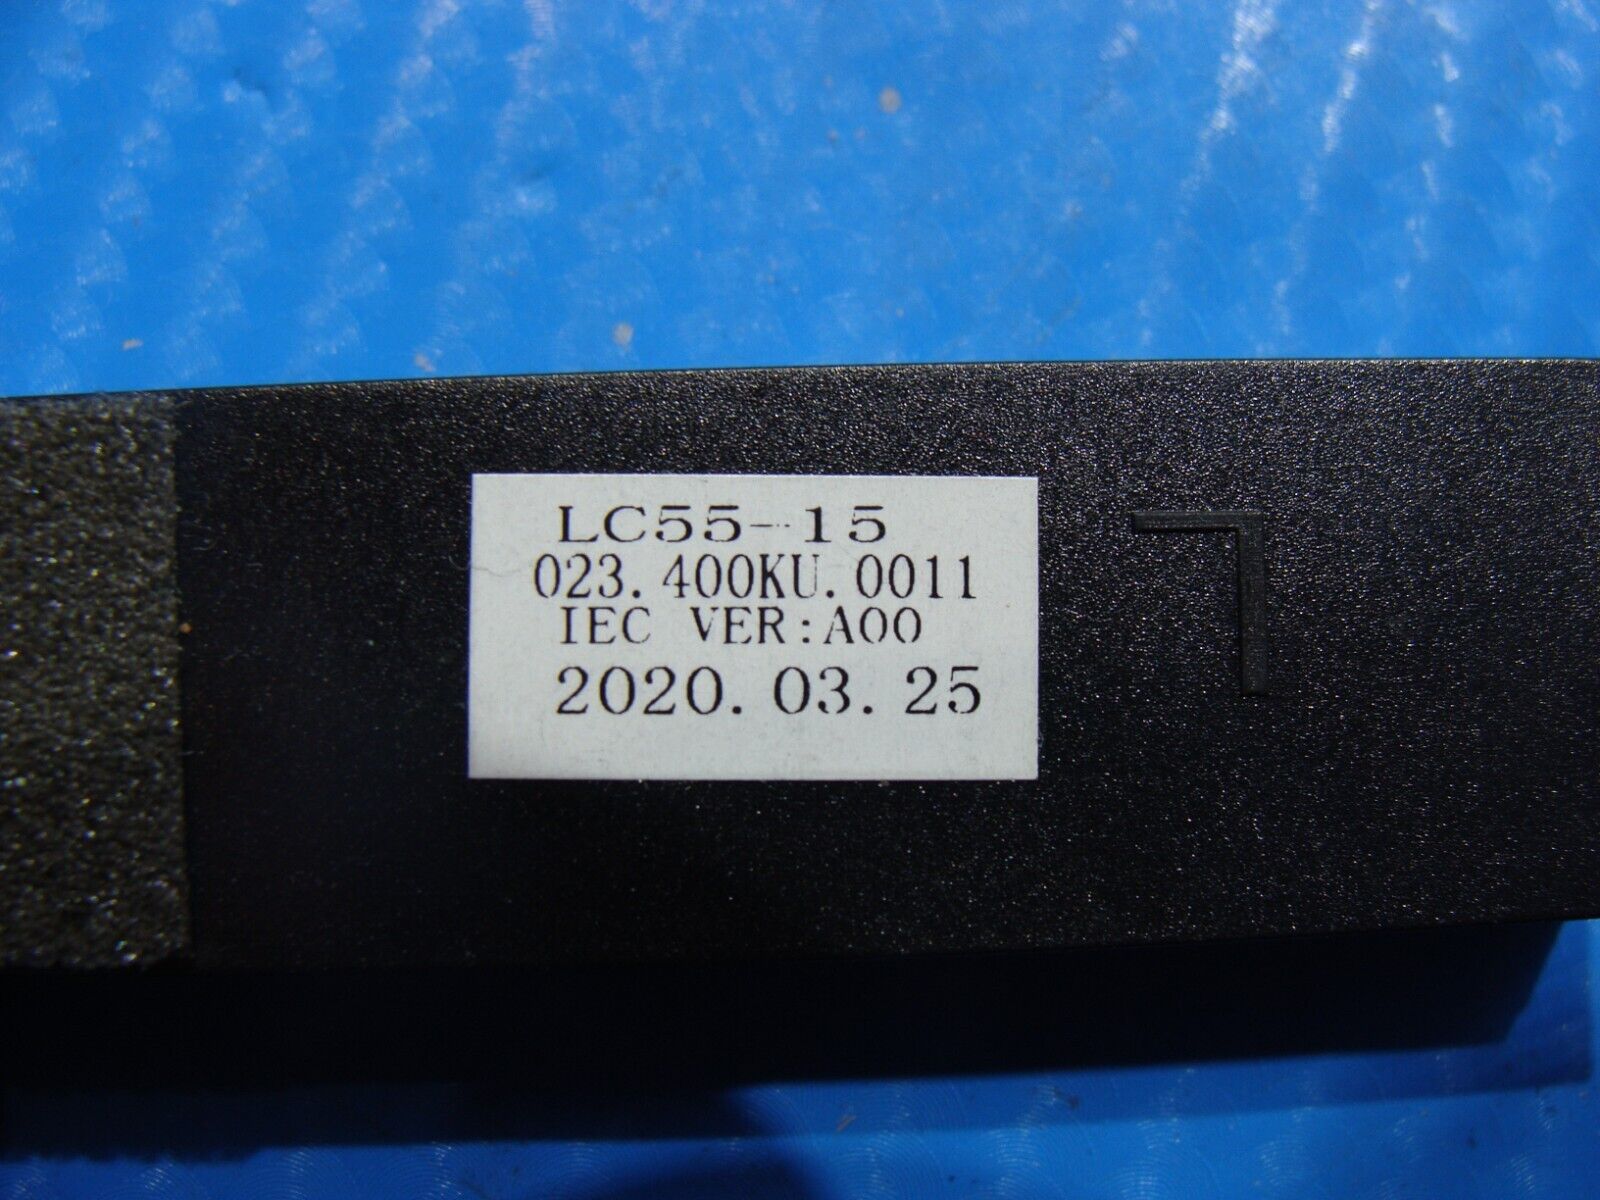 LC55-15
023.400KU.0011
IEC VER:A00
2020.03.25
L